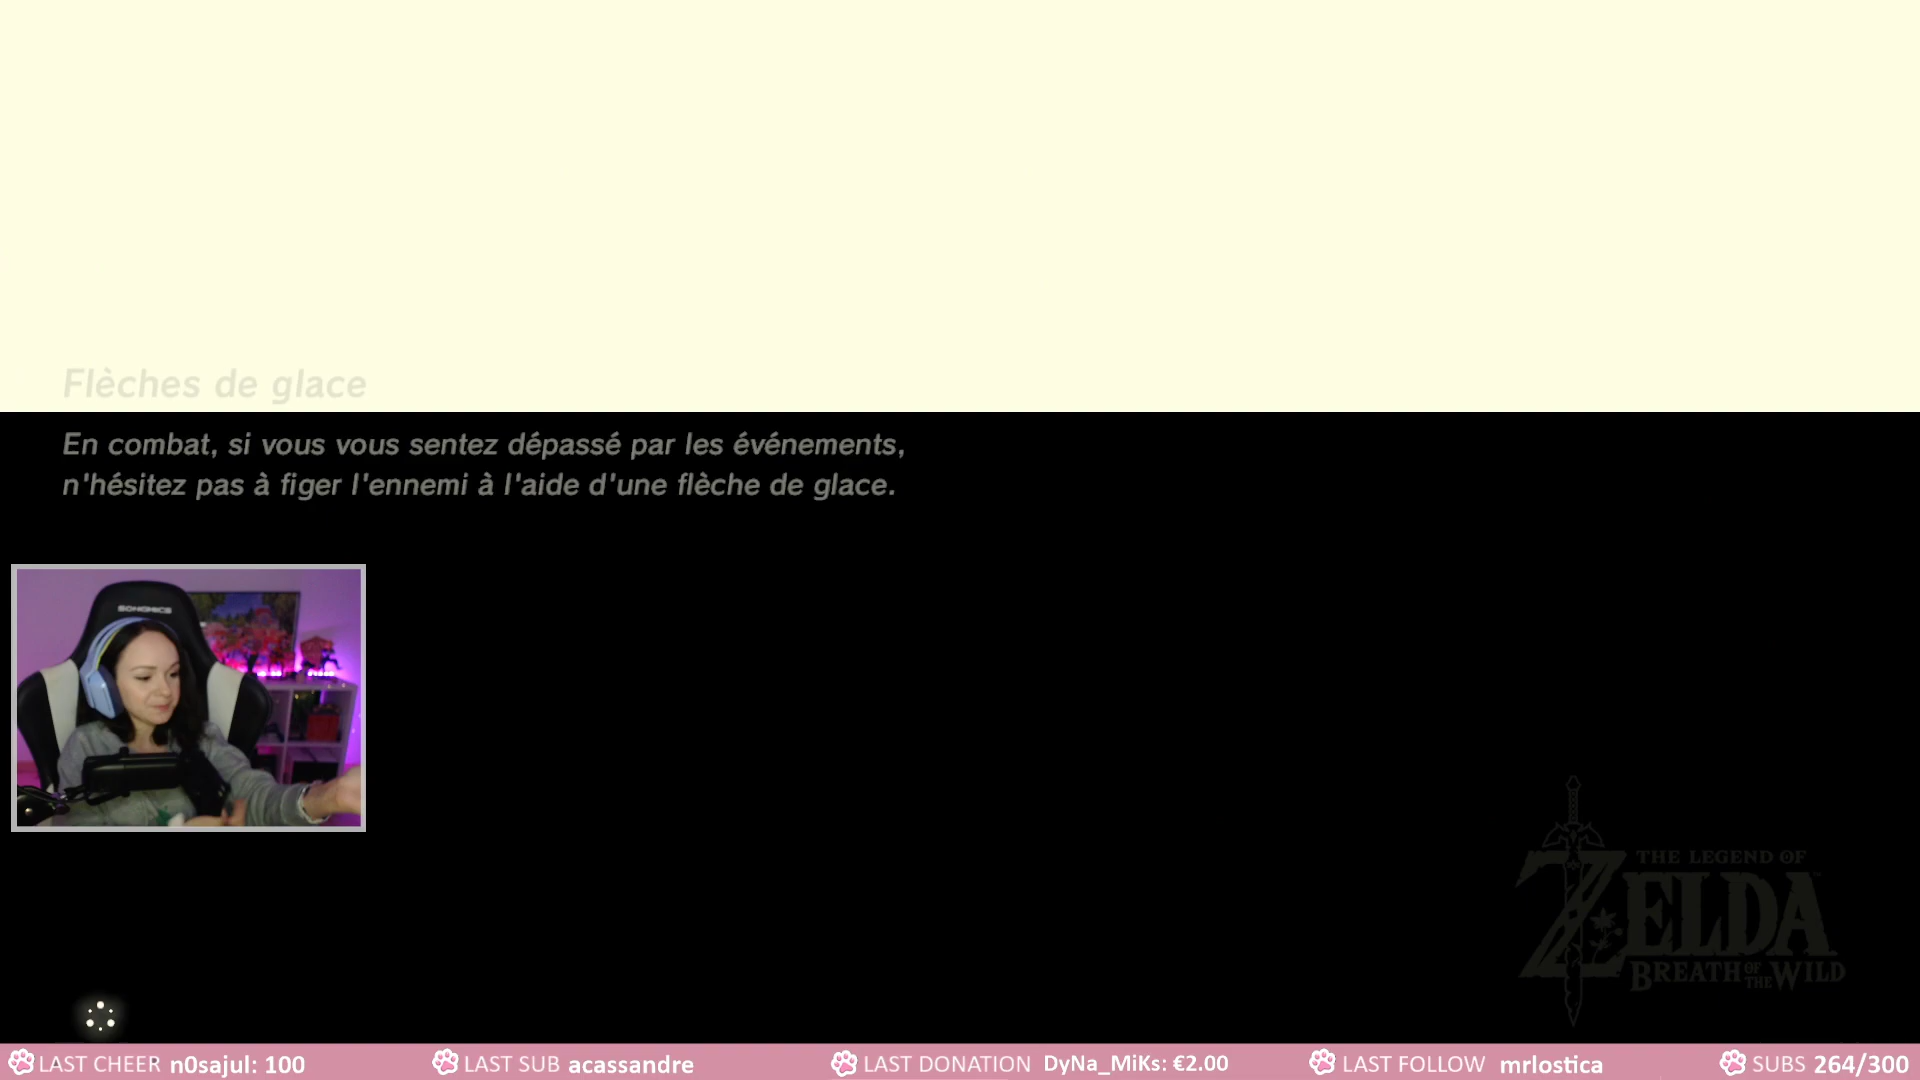 Flèches de glace
En combat, si vous vous sentez dépassé par les événements,
n'hésitez pas à figer l'ennemi à l'aide d'une flèche de glace.
SONGMICS
THE LEGEND OF
ZELDA
BREATH OF THE WILD
LAST CHEER n0sajul: 100 LAST SUB acassandre LAST DONATION DyNa_MiKs: €2.00 LAST FOLLOW mrlostica SUBS 264/300